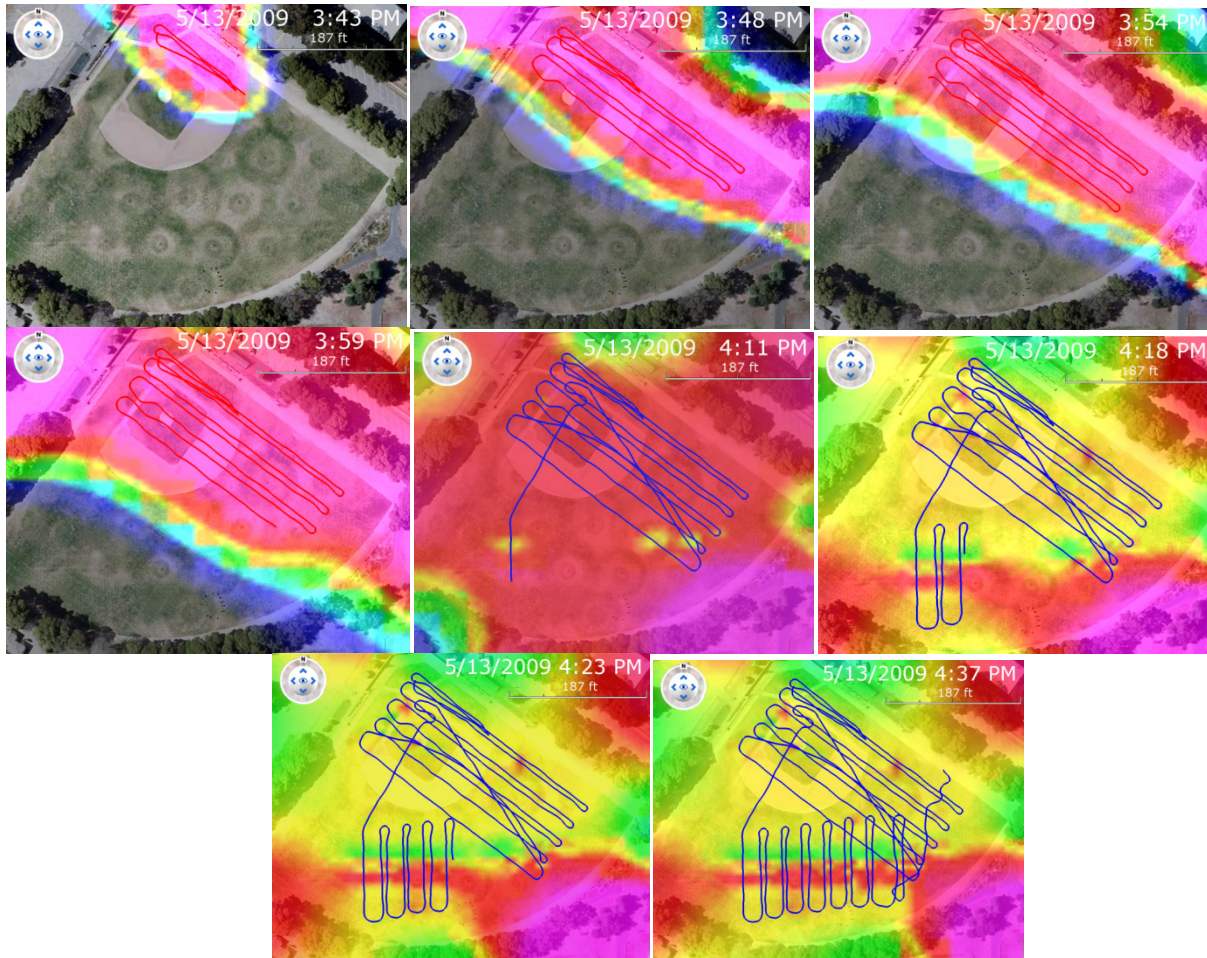 N
5/13/2009 3:43 PM
187 ft
N
5/13/2009 3:48 PM
187 ft
N
5/13/2009 3:54 PM
187 ft
N
5/13/2009 3:59 PM
187 ft
N
5/13/2009 4:11 PM
187 ft
N
5/13/2009 4:18 PM
187 ft
N
5/13/2009 4:23 PM
187 ft
N
5/13/2009 4:37 PM
187 ft